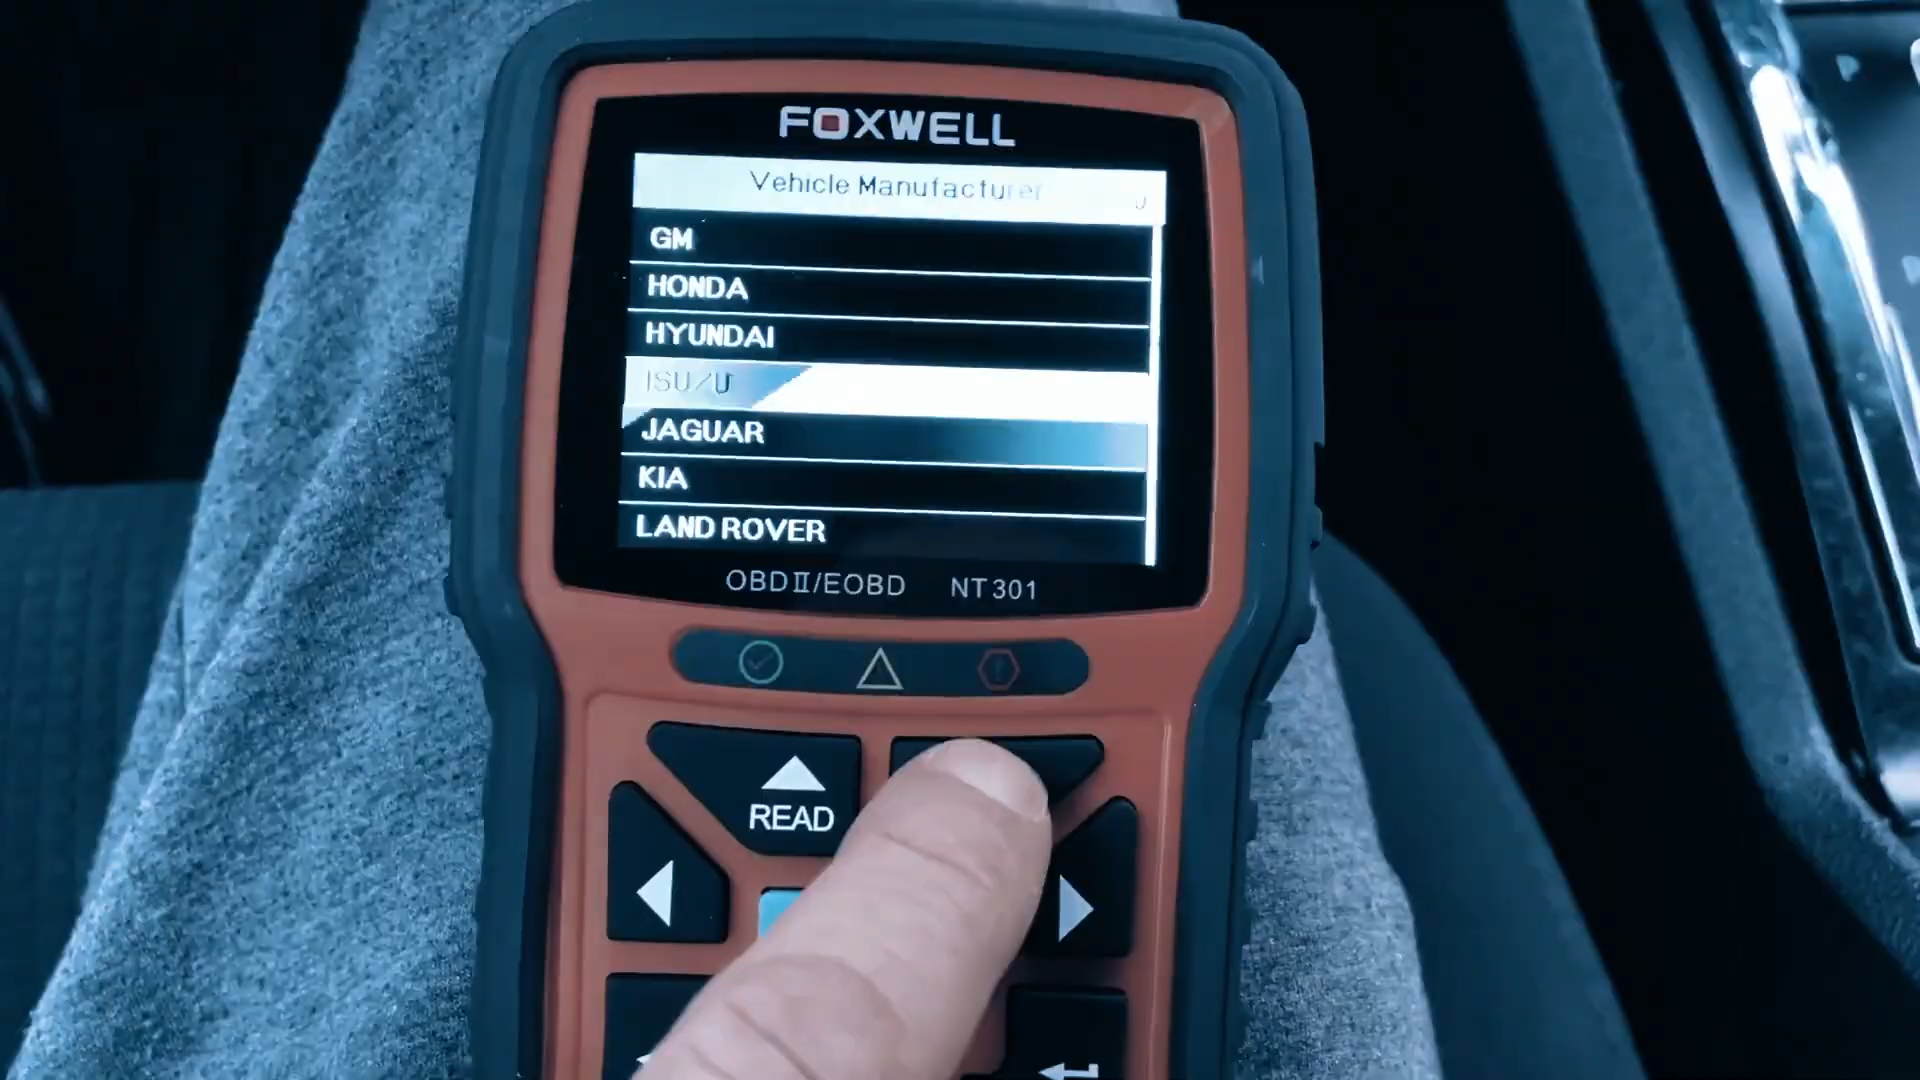 FOXWELL
Vehicle Manufacturer
GM
HONDA
HYUNDAI
ISUZU
JAGUAR
KIA
LAND ROVER
OBDⅡ/EOBD NT301
READ